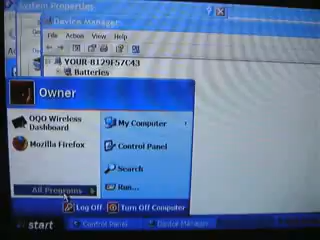 System Properties
Device Manager
File Action View Help
YOUR-8129F57C43
Batteries
Owner
OQO Wireless
Dashboard
Mozilla Firefox
My Computer
Control Panel
Search
Run...
All Programs
Log Off
Turn Off Computer
start
Control Panel
Device Manager